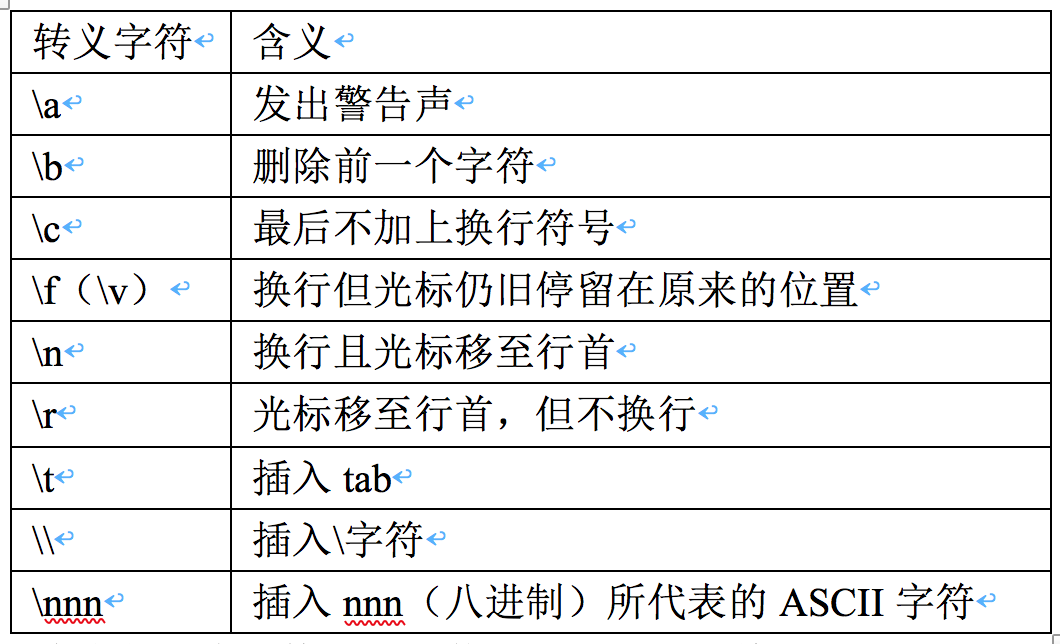 转义字符 含义
\a 发出警告声
\b 删除前一个字符
\c 最后不加上换行符号
\f（\v） 换行但光标仍旧停留在原来的位置
\n 换行且光标移至行首
\r 光标移至行首，但不换行
\t 插入 tab
\\ 插入\字符
\nnn 插入 nnn（八进制）所代表的 ASCII 字符